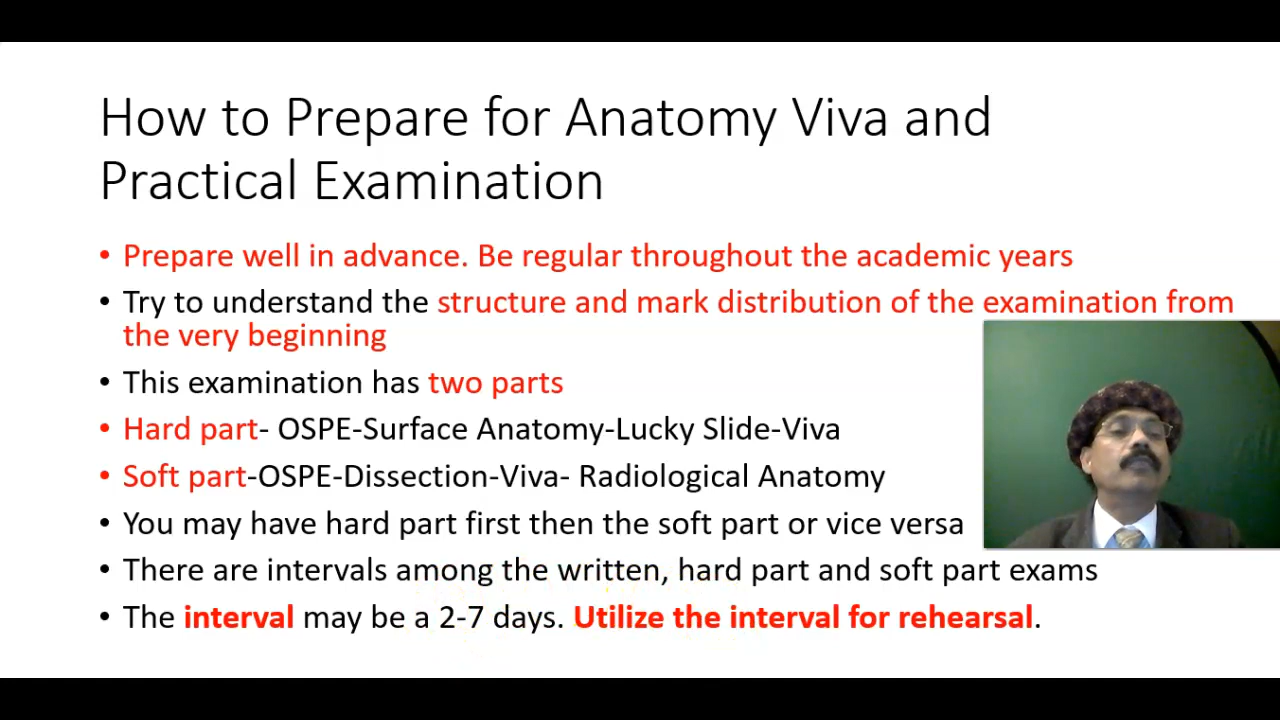 How to Prepare for Anatomy Viva and
Practical Examination
• Prepare well in advance. Be regular throughout the academic years
• Try to understand the structure and mark distribution of the examination from
the very beginning
• This examination has two parts
• Hard part- OSPE-Surface Anatomy-Lucky Slide-Viva
• Soft part-OSPE-Dissection-Viva- Radiological Anatomy
• You may have hard part first then the soft part or vice versa
• There are intervals among the written, hard part and soft part exams
• The interval may be a 2-7 days. Utilize the interval for rehearsal.